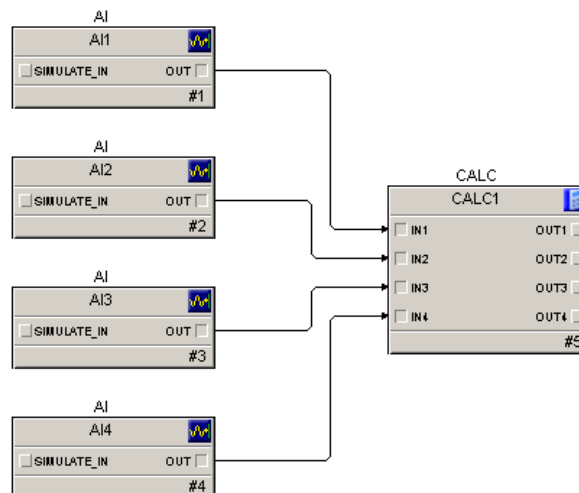 AI
AI1
SIMULATE_IN OUT
#1
AI
AI2
SIMULATE_IN OUT
#2
AI
AI3
SIMULATE_IN OUT
#3
AI
AI4
SIMULATE_IN OUT
#4
CALC
CALC1
IN1 OUT1
IN2 OUT2
IN3 OUT3
IN4 OUT4
#5